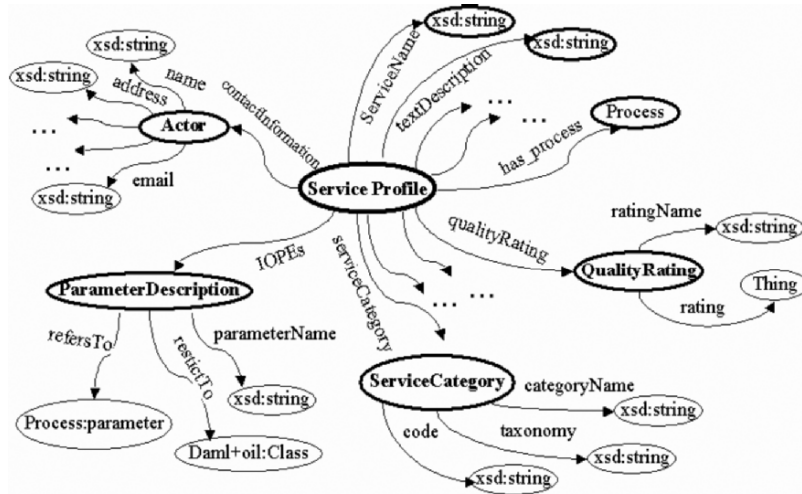 xsd:string
xsd:string
xsd:string
xsd:string
name
address
ServiceName
textDescription
... ...
Process
...
Actor
contactInformation
has_process
...
email
xsd:string
Service Profile
qualityRating
ratingName
xsd:string
IOPEs
serviceCategory
QualityRating
ParameterDescription
... ...
Thing
rating
refersTo
restictTo
parameterName
ServiceCategory
categoryName
xsd:string
xsd:string
Process:parameter
code
taxonomy
Daml+oil:Class
xsd:string
xsd:string